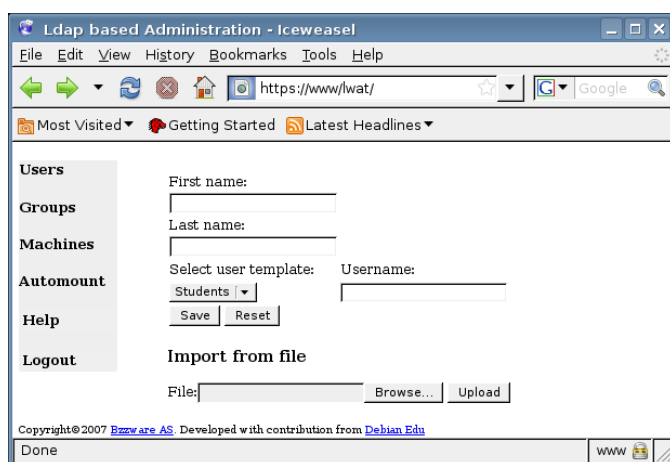 Ldap based Administration - Iceweasel
File Edit View History Bookmarks Tools Help
https://www/lwat/ G Google
Most Visited Getting Started Latest Headlines
Users
Groups
Machines
Automount
Help
Logout
First name:
Last name:
Select user template: Username:
Students
Save Reset
Import from file
File: Browse... Upload
Copyright©2007 Bzzware AS. Developed with contribution from Debian Edu
Done www